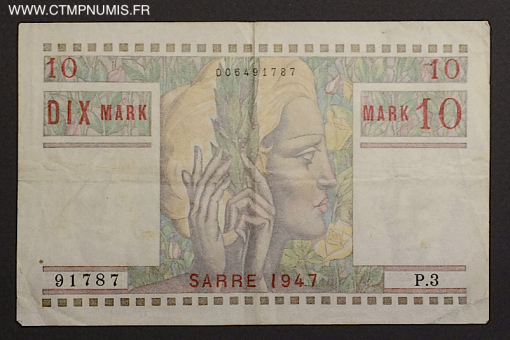 WWW.CTMPNUMIS.FR
10 10
006491787
DIX MARK MARK 10
91787 SARRE 1947 P.3